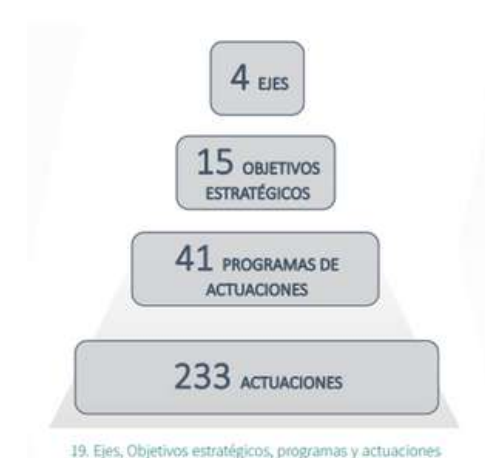 4 EJES
15 OBJETIVOS
ESTRATÉGICOS
41 PROGRAMAS DE
ACTUACIONES
233 ACTUACIONES
19. Ejes, Objetivos estratégicos, programas y actuaciones